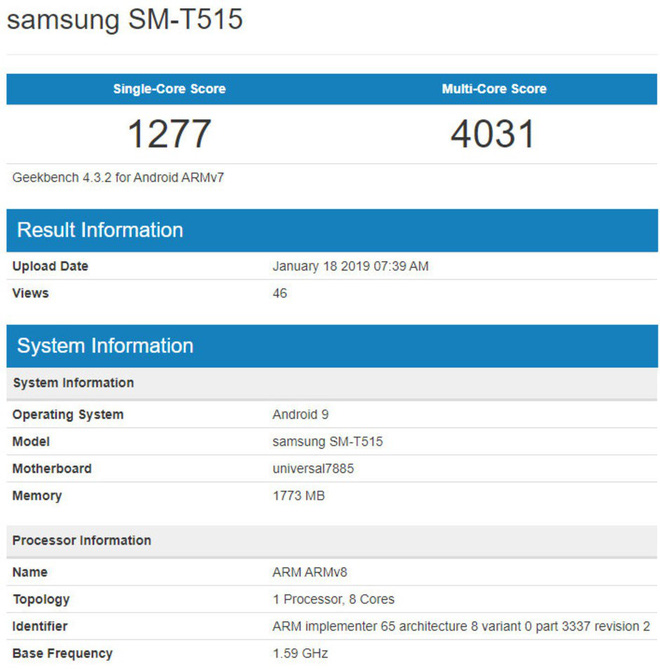 samsung SM-T515
Single-Core Score Multi-Core Score
1277 4031
Geekbench 4.3.2 for Android ARMv7
Result Information
Upload Date January 18 2019 07:39 AM
Views 46
System Information
System Information
Operating System Android 9
Model samsung SM-T515
Motherboard universal7885
Memory 1773 MB
Processor Information
Name ARM ARMv8
Topology 1 Processor, 8 Cores
Identifier ARM implementer 65 architecture 8 variant 0 part 3337 revision 2
Base Frequency 1.59 GHz